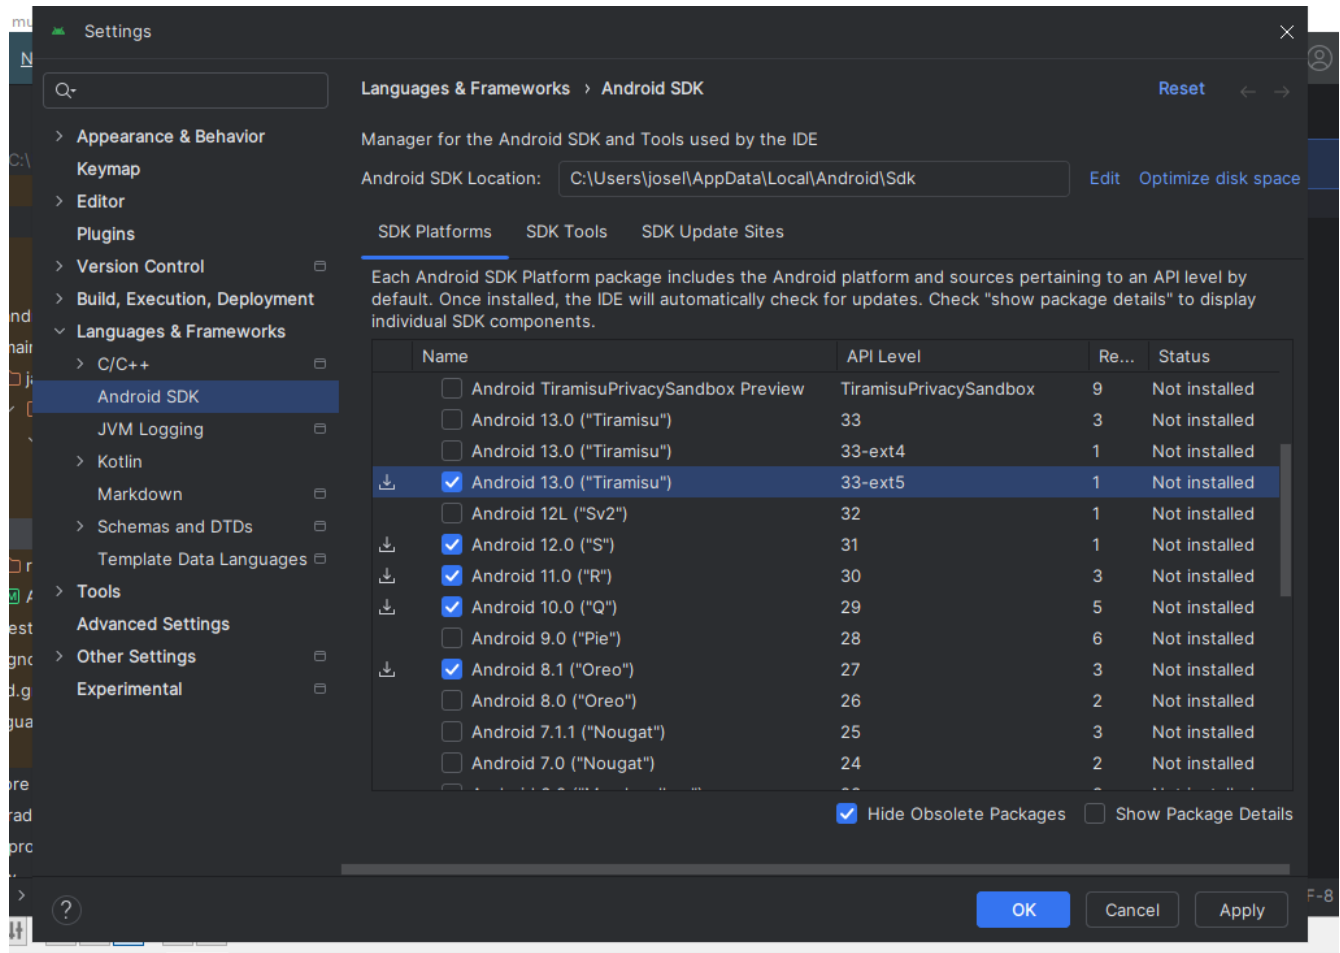 Settings
Languages & Frameworks › Android SDK
Reset
Appearance & Behavior
Keymap
Editor
Plugins
Version Control
Build, Execution, Deployment
Languages & Frameworks
C/C++
Android SDK
JVM Logging
Kotlin
Markdown
Schemas and DTDs
Template Data Languages
Tools
Advanced Settings
Other Settings
Experimental
Manager for the Android SDK and Tools used by the IDE
Android SDK Location: C:\Users\josel\AppData\Local\Android\Sdk Edit Optimize disk space
SDK Platforms SDK Tools SDK Update Sites
Each Android SDK Platform package includes the Android platform and sources pertaining to an API level by
default. Once installed, the IDE will automatically check for updates. Check "show package details" to display
individual SDK components.
Name API Level Re... Status
Android TiramisuPrivacySandbox Preview TiramisuPrivacySandbox 9 Not installed
Android 13.0 ("Tiramisu") 33 3 Not installed
Android 13.0 ("Tiramisu") 33-ext4 1 Not installed
Android 13.0 ("Tiramisu") 33-ext5 1 Not installed
Android 12L ("Sv2") 32 1 Not installed
Android 12.0 ("S") 31 1 Not installed
Android 11.0 ("R") 30 3 Not installed
Android 10.0 ("Q") 29 5 Not installed
Android 9.0 ("Pie") 28 6 Not installed
Android 8.1 ("Oreo") 27 3 Not installed
Android 8.0 ("Oreo") 26 2 Not installed
Android 7.1.1 ("Nougat") 25 3 Not installed
Android 7.0 ("Nougat") 24 2 Not installed
Hide Obsolete Packages Show Package Details
? OK Cancel Apply